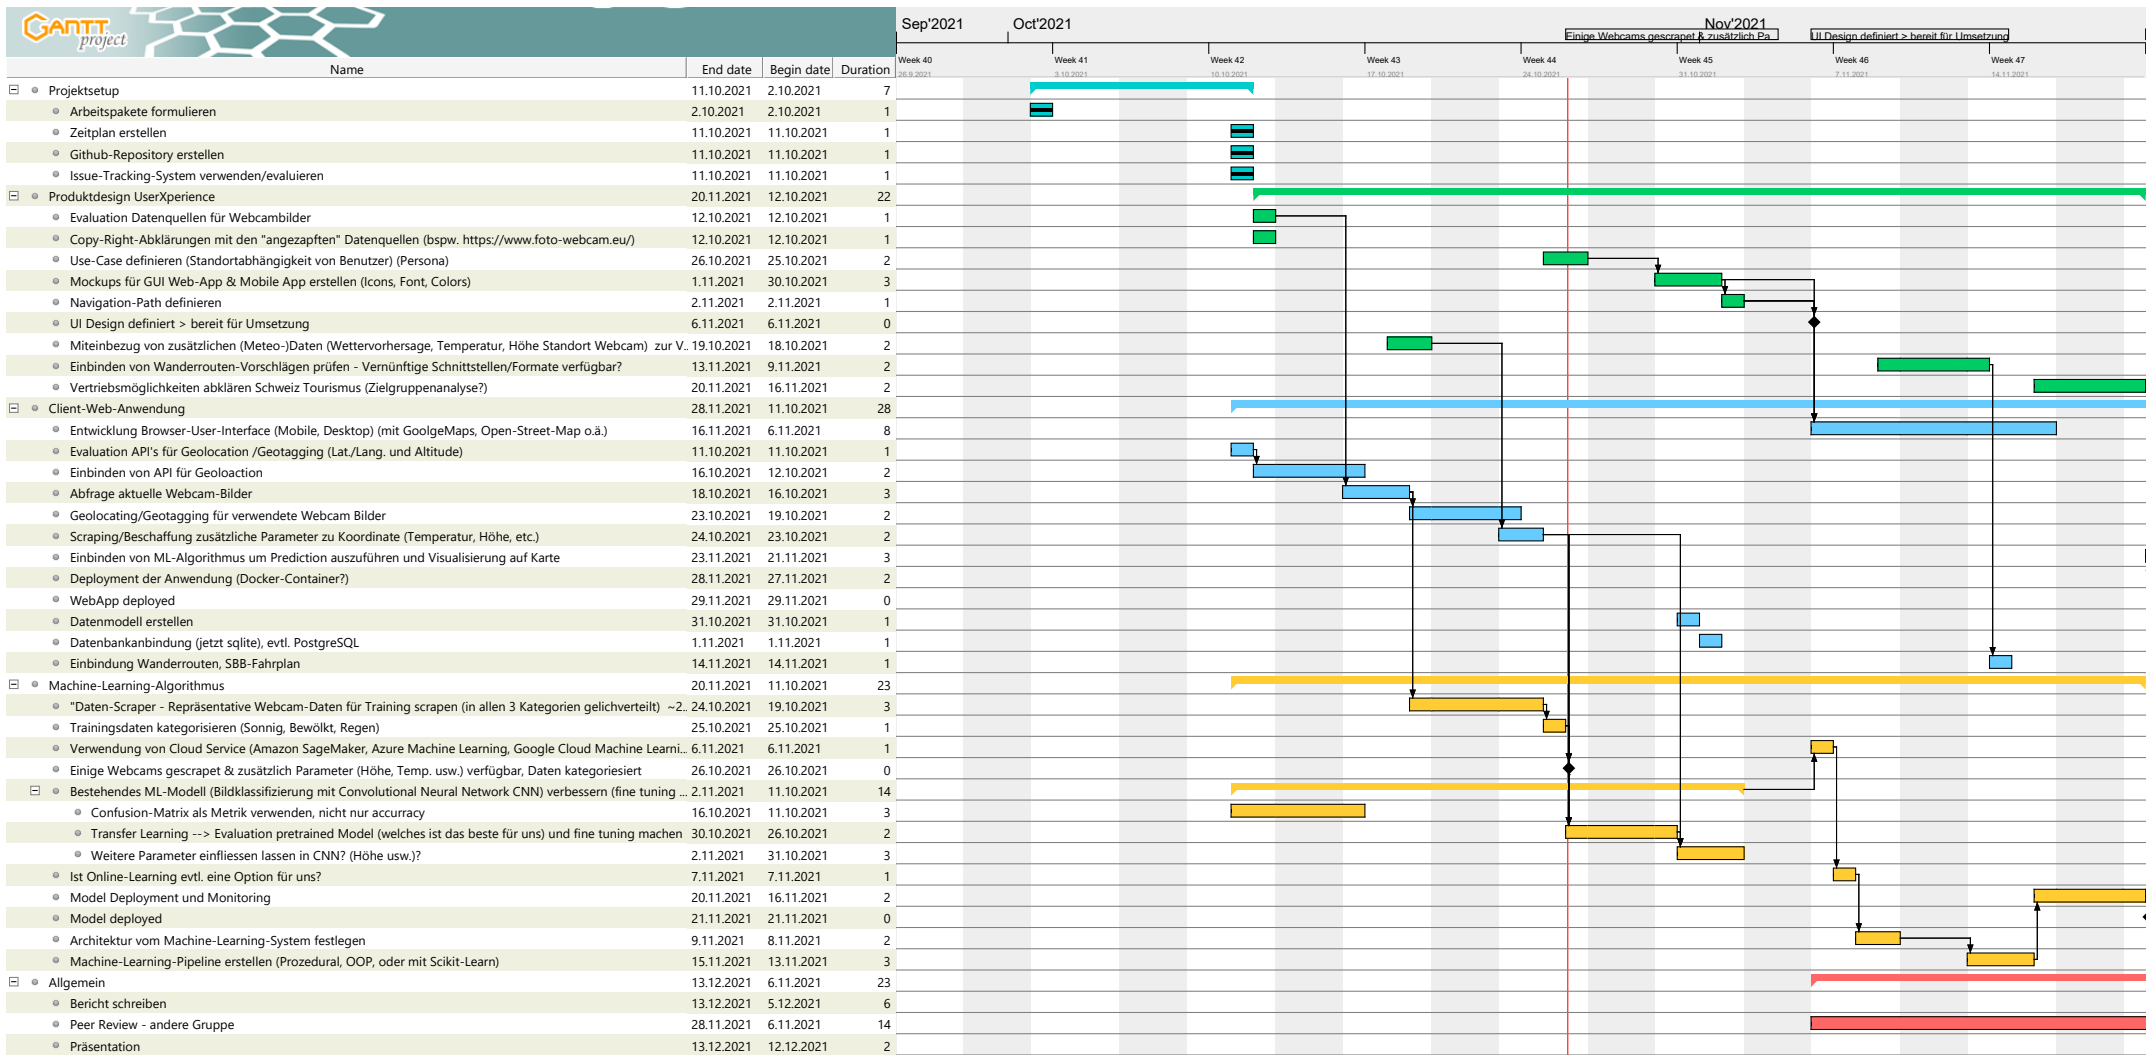 GANTT
project
Sep'2021 Oct'2021 Nov'2021
Einige Webcams gescrapet & zusätzlich Pa... UI Design definiert > bereit für Umsetzung
Name End date Begin date Duration
Week 40 Week 41 Week 42 Week 43 Week 44 Week 45 Week 46 Week 47
26.9.2021 3.10.2021 10.10.2021 17.10.2021 24.10.2021 31.10.2021 7.11.2021 14.11.2021
Projektsetup 11.10.2021 2.10.2021 7
Arbeitspakete formulieren 2.10.2021 2.10.2021 1
Zeitplan erstellen 11.10.2021 11.10.2021 1
Github-Repository erstellen 11.10.2021 11.10.2021 1
Issue-Tracking-System verwenden/evaluieren 11.10.2021 11.10.2021 1
Produktdesign UserXperience 20.11.2021 12.10.2021 22
Evaluation Datenquellen für Webcambilder 12.10.2021 12.10.2021 1
Copy-Right-Abklärungen mit den "angezapften" Datenquellen (bspw. https://www.foto-webcam.eu/) 12.10.2021 12.10.2021 1
Use-Case definieren (Standortabhängigkeit von Benutzer) (Persona) 26.10.2021 25.10.2021 2
Mockups für GUI Web-App & Mobile App erstellen (Icons, Font, Colors) 1.11.2021 30.10.2021 3
Navigation-Path definieren 2.11.2021 2.11.2021 1
UI Design definiert > bereit für Umsetzung 6.11.2021 6.11.2021 0
Miteinbezug von zusätzlichen (Meteo-)Daten (Wettervorhersage, Temperatur, Höhe Standort Webcam) zur V... 19.10.2021 18.10.2021 2
Einbinden von Wanderrouten-Vorschlägen prüfen - Vernünftige Schnittstellen/Formate verfügbar? 13.11.2021 9.11.2021 2
Vertriebsmöglichkeiten abklären Schweiz Tourismus (Zielgruppenanalyse?) 20.11.2021 16.11.2021 2
Client-Web-Anwendung 28.11.2021 11.10.2021 28
Entwicklung Browser-User-Interface (Mobile, Desktop) (mit GoolgeMaps, Open-Street-Map o.ä.) 16.11.2021 6.11.2021 8
Evaluation API's für Geolocation /Geotagging (Lat./Lang. und Altitude) 11.10.2021 11.10.2021 1
Einbinden von API für Geoloaction 16.10.2021 12.10.2021 2
Abfrage aktuelle Webcam-Bilder 18.10.2021 16.10.2021 3
Geolocating/Geotagging für verwendete Webcam Bilder 23.10.2021 19.10.2021 2
Scraping/Beschaffung zusätzliche Parameter zu Koordinate (Temperatur, Höhe, etc.) 24.10.2021 23.10.2021 2
Einbinden von ML-Algorithmus um Prediction auszuführen und Visualisierung auf Karte 23.11.2021 21.11.2021 3
Deployment der Anwendung (Docker-Container?) 28.11.2021 27.11.2021 2
WebApp deployed 29.11.2021 29.11.2021 0
Datenmodell erstellen 31.10.2021 31.10.2021 1
Datenbankanbindung (jetzt sqlite), evtl. PostgreSQL 1.11.2021 1.11.2021 1
Einbindung Wanderrouten, SBB-Fahrplan 14.11.2021 14.11.2021 1
Machine-Learning-Algorithmus 20.11.2021 11.10.2021 23
"Daten-Scraper - Repräsentative Webcam-Daten für Training scrapen (in allen 3 Kategorien gelichverteilt) ~2... 24.10.2021 19.10.2021 3
Trainingsdaten kategorisieren (Sonnig, Bewölkt, Regen) 25.10.2021 25.10.2021 1
Verwendung von Cloud Service (Amazon SageMaker, Azure Machine Learning, Google Cloud Machine Learni... 6.11.2021 6.11.2021 1
Einige Webcams gescrapet & zusätzlich Parameter (Höhe, Temp. usw.) verfügbar, Daten kategoriesiert 26.10.2021 26.10.2021 0
Bestehendes ML-Modell (Bildklassifizierung mit Convolutional Neural Network CNN) verbessern (fine tuning ... 2.11.2021 11.10.2021 14
Confusion-Matrix als Metrik verwenden, nicht nur accurracy 16.10.2021 11.10.2021 3
Transfer Learning --> Evaluation pretrained Model (welches ist das beste für uns) und fine tuning machen 30.10.2021 26.10.2021 2
Weitere Parameter einfliessen lassen in CNN? (Höhe usw.)? 2.11.2021 31.10.2021 3
Ist Online-Learning evtl. eine Option für uns? 7.11.2021 7.11.2021 1
Model Deployment und Monitoring 20.11.2021 16.11.2021 2
Model deployed 21.11.2021 21.11.2021 0
Architektur vom Machine-Learning-System festlegen 9.11.2021 8.11.2021 2
Machine-Learning-Pipeline erstellen (Prozedural, OOP, oder mit Scikit-Learn) 15.11.2021 13.11.2021 3
Allgemein 13.12.2021 6.11.2021 23
Bericht schreiben 13.12.2021 5.12.2021 6
Peer Review - andere Gruppe 28.11.2021 6.11.2021 14
Präsentation 13.12.2021 12.12.2021 2